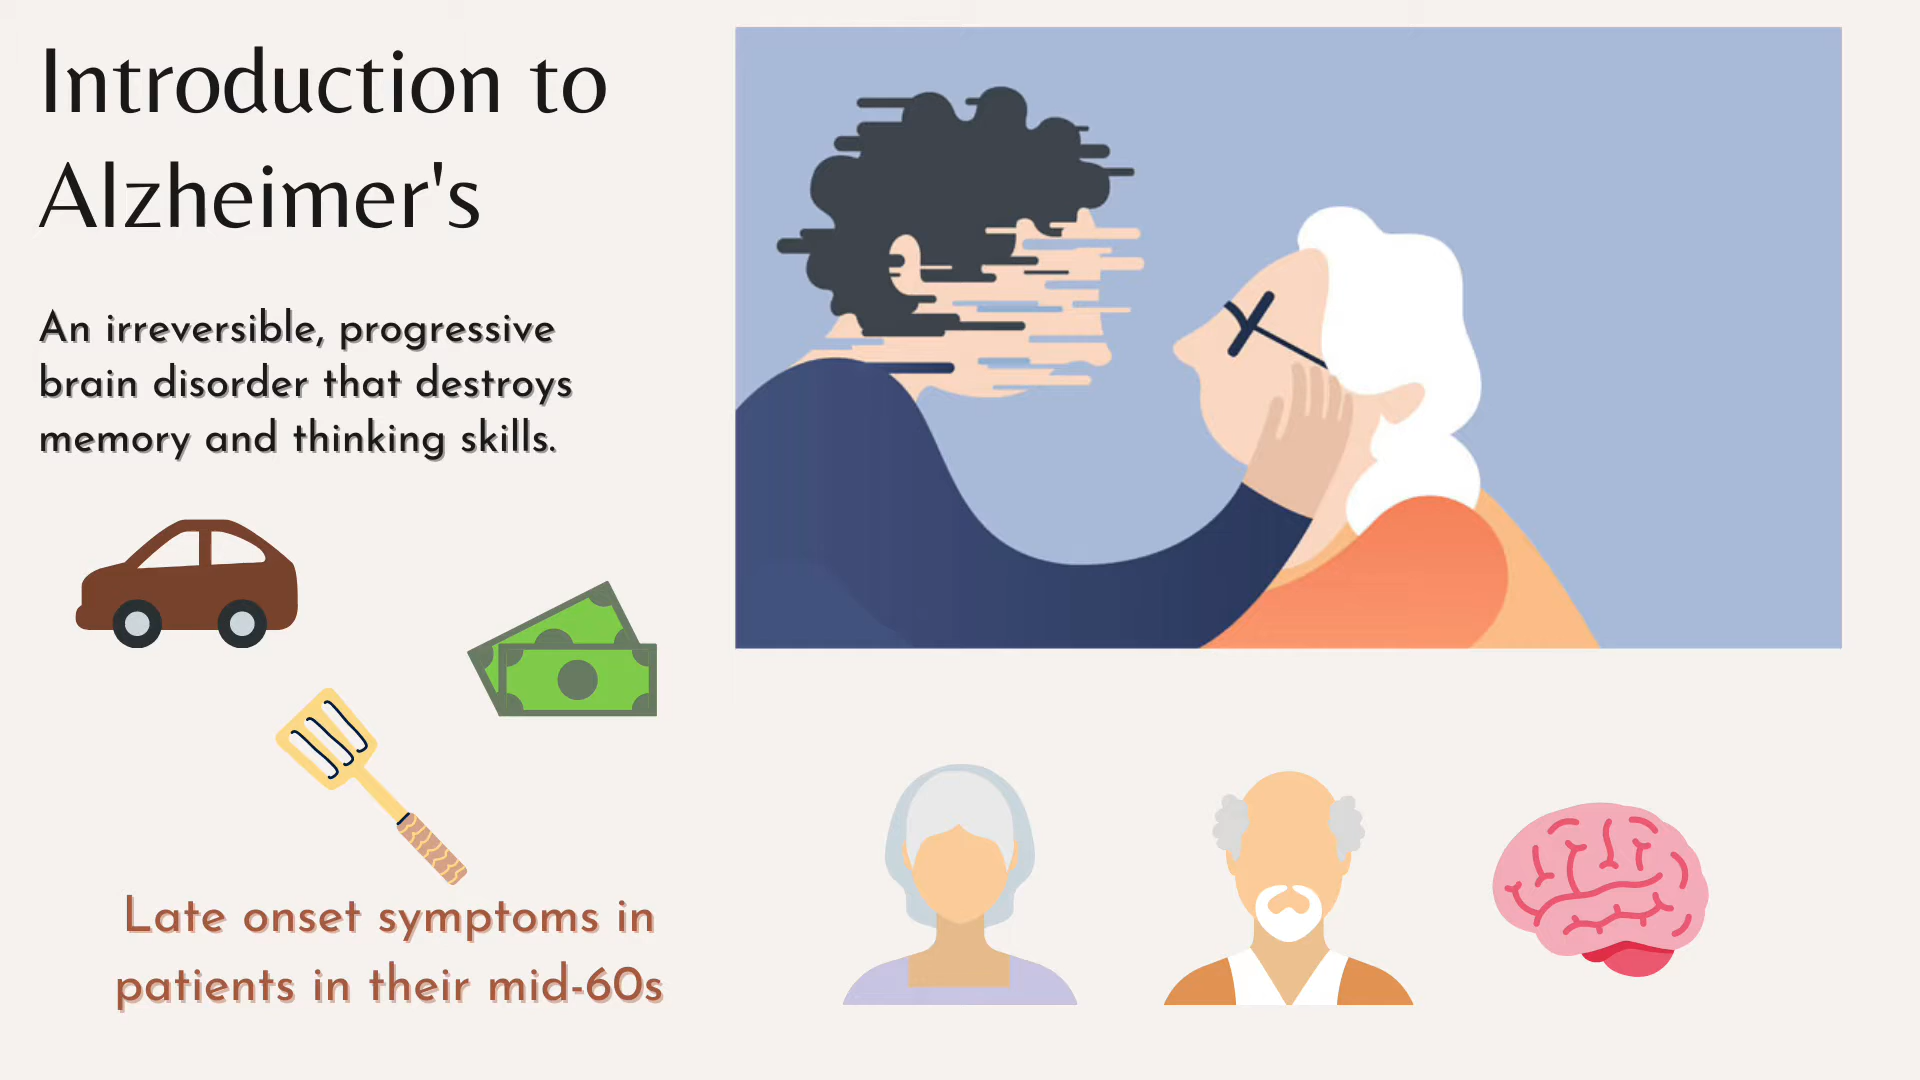 Introduction to
Alzheimer's
An irreversible, progressive
brain disorder that destroys
memory and thinking skills.
Late onset symptoms in
patients in their mid-60s